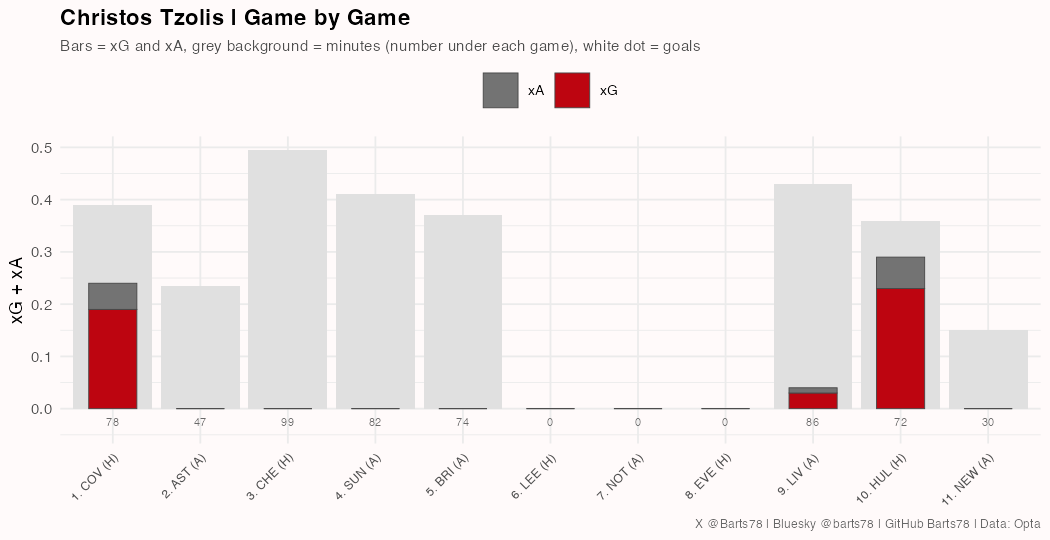 Christos Tzolis | Game by Game
Bars = xG and xA, grey background = minutes (number under each game), white dot = goals
xA
xG
xG + xA
0.5
0.4
0.3
0.2
0.1
0.0
78
47
99
82
74
0
0
0
86
72
30
1. COV (H)
2. AST (A)
3. CHE (H)
4. SUN (A)
5. BRI (A)
6. LEE (H)
7. NOT (A)
8. EVE (H)
9. LIV (A)
10. HUL (H)
11. NEW (A)
X @Barts78 | Bluesky @barts78 | GitHub Barts78 | Data: Opta